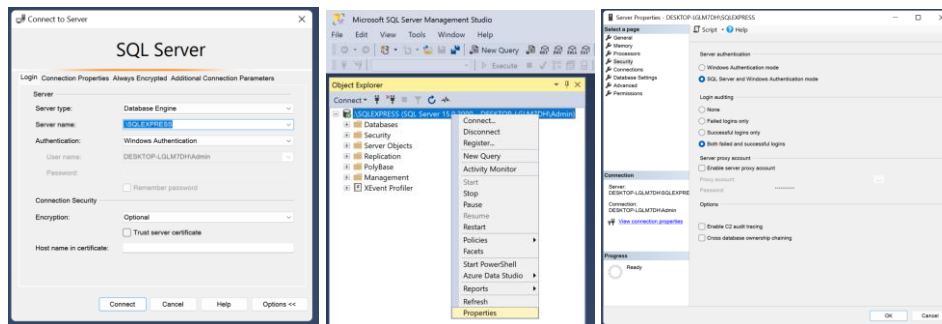 Connect to Server
SQL Server
Login Connection Properties Always Encrypted Additional Connection Parameters
Server
Server type: Database Engine
Server name: .\SQLEXPRESS
Authentication: Windows Authentication
User name: DESKTOP-LGLM7DH\Admin
Password:
Remember password
Connection Security
Encryption: Optional
Trust server certificate
Host name in certificate:
Connect Cancel Help Options <<
Microsoft SQL Server Management Studio
File Edit View Tools Window Help
New Query
Execute
Object Explorer
Connect
.\SQLEXPRESS (SQL Server 15.0.2000 - DESKTOP-LGLM7DH\Admin)
Databases
Security
Server Objects
Replication
PolyBase
Management
XEvent Profiler
Connect...
Disconnect
Register...
New Query
Activity Monitor
Start
Stop
Pause
Resume
Restart
Policies
Facets
Start PowerShell
Azure Data Studio
Reports
Refresh
Properties
Server Properties - DESKTOP-LGLM7DH\SQLEXPRESS
Select a page
General
Memory
Processors
Security
Connections
Database Settings
Advanced
Permissions
Connection
Server:
DESKTOP-LGLM7DH\SQLEXPRE
Connection:
DESKTOP-LGLM7DH\Admin
View connection properties
Progress
Ready
Script Help
Server authentication
Windows Authentication mode
SQL Server and Windows Authentication mode
Login auditing
None
Failed logins only
Successful logins only
Both failed and successful logins
Server proxy account
Enable server proxy account
Proxy account:
Password:
Options
Enable C2 audit tracing
Cross database ownership chaining
OK Cancel